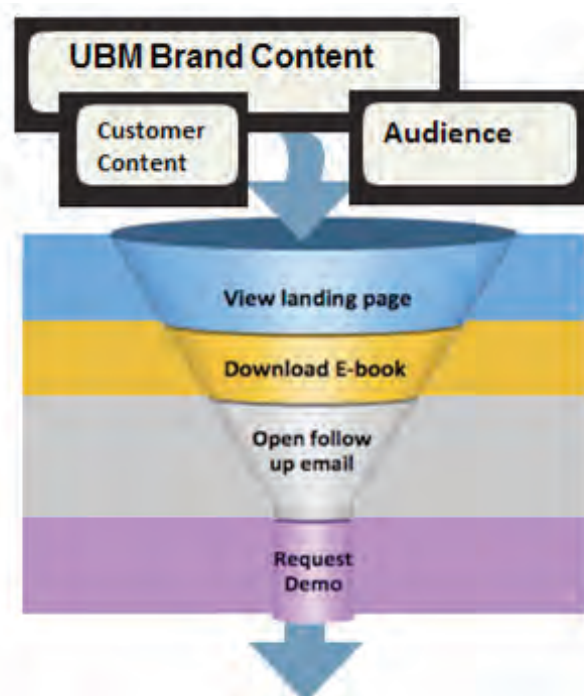 UBM Brand Content
Customer
Content
Audience
View landing page
Download E-book
Open follow
up email
Request
Demo